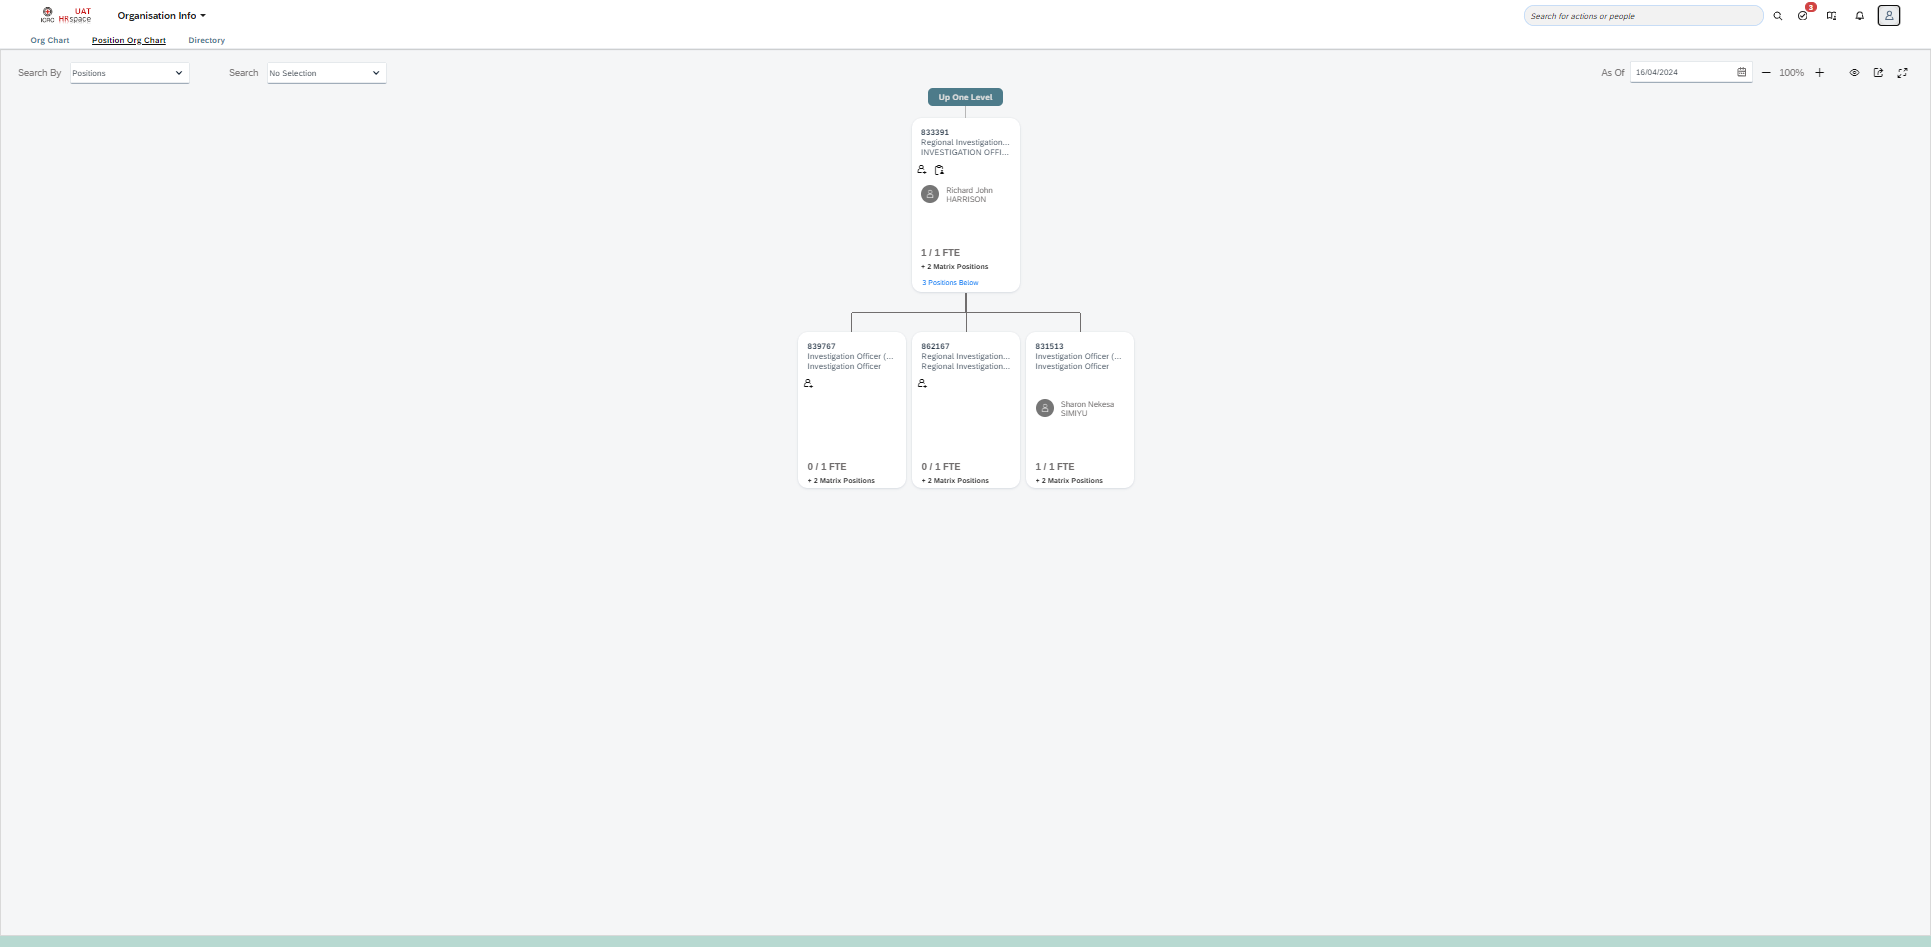 ICRC UAT
HRspace
Organisation Info
Search for actions or people
3
Org Chart Position Org Chart Directory
Search By Positions Search No Selection As Of 16/04/2024 100%
Up One Level
833391
Regional Investigation...
INVESTIGATION OFFI...
Richard John
HARRISON
1 / 1 FTE
+ 2 Matrix Positions
3 Positions Below
839767
Investigation Officer (...
Investigation Officer
0 / 1 FTE
+ 2 Matrix Positions
862167
Regional Investigation...
Regional Investigation...
0 / 1 FTE
+ 2 Matrix Positions
831513
Investigation Officer (...
Investigation Officer
Sharon Nekesa
SIMIYU
1 / 1 FTE
+ 2 Matrix Positions